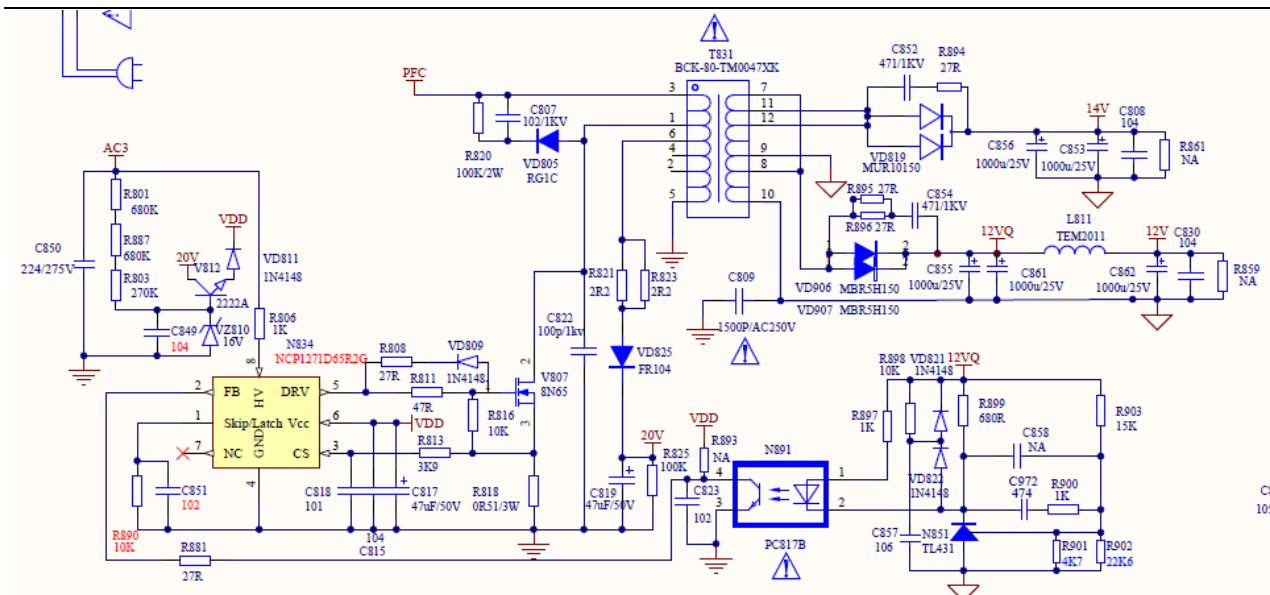 T831
BCK-80-TM0047XK
PFC
3
1
6
4
2
5
7
11
12
9
8
10
C807
102/1KV
R820
100K/2W
VD805
RG1C
C852
471/1KV
R894
27R
VD819
MUR10150
14V
C856
1000u/25V
C853
1000u/25V
C808
104
R861
NA
AC3
R801
680K
R887
680K
R803
270K
C850
224/275V
VDD
20V
V812
2222A
VD811
1N4148
C849
104
VZ810
16V
R806
1K
R895 27R
R896 27R
C854
471/1KV
1
2
2
VD906
MBR5H150
VD907 MBR5H150
12VQ
C855
1000u/25V
C861
1000u/25V
L811
TEM2011
12V
C862
1000u/25V
C830
104
R859
NA
C809
1500P/AC250V
R821
2R2
R823
2R2
C822
100p/1kv
VD825
FR104
N834
NCP1271D65R2G
8
HV
2
FB
DRV
5
1
Skip/Latch
Vcc
6
7
NC
GND
CS
3
4
R808
27R
VD809
1N4148
R811
47R
1
2
3
V807
8N65
R816
10K
VDD
R813
3K9
R818
0R51/3W
C818
101
C817
47uF/50V
104
C815
C851
102
R890
10K
R881
27R
C819
47uF/50V
20V
R825
100K
VDD
R893
NA
C823
102
N891
4
3
1
2
PC817B
R898
10K
VD821
1N4148
12VQ
R897
1K
R899
680R
R903
15K
VD822
1N4148
C858
NA
C972
474
R900
1K
C857
106
N851
TL431
R901
4K7
R902
22K6